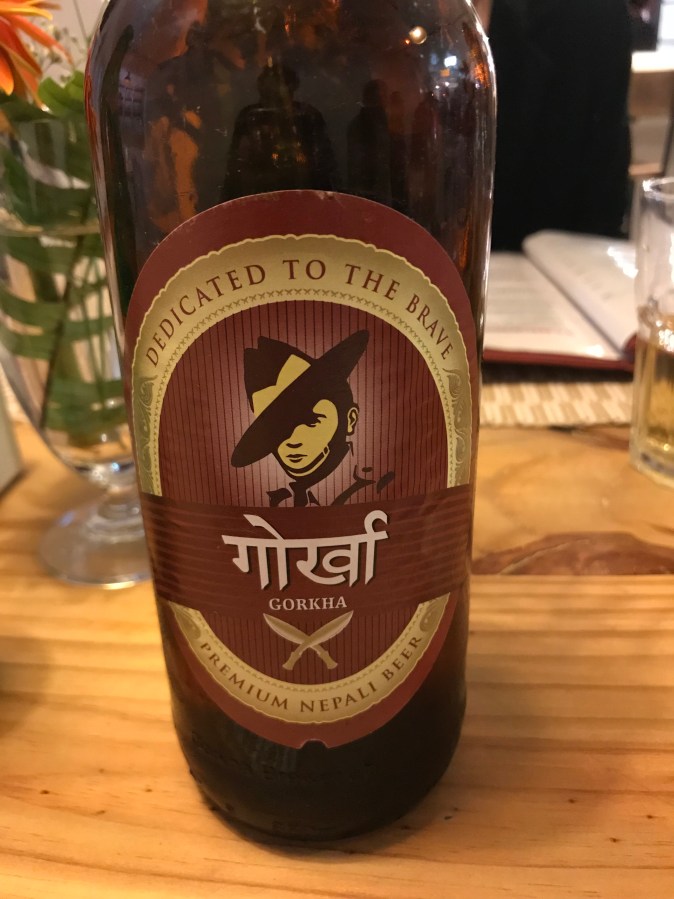 DEDICATED TO THE BRAVE
गोर्खा
GORKHA
PREMIUM NEPALI BEER